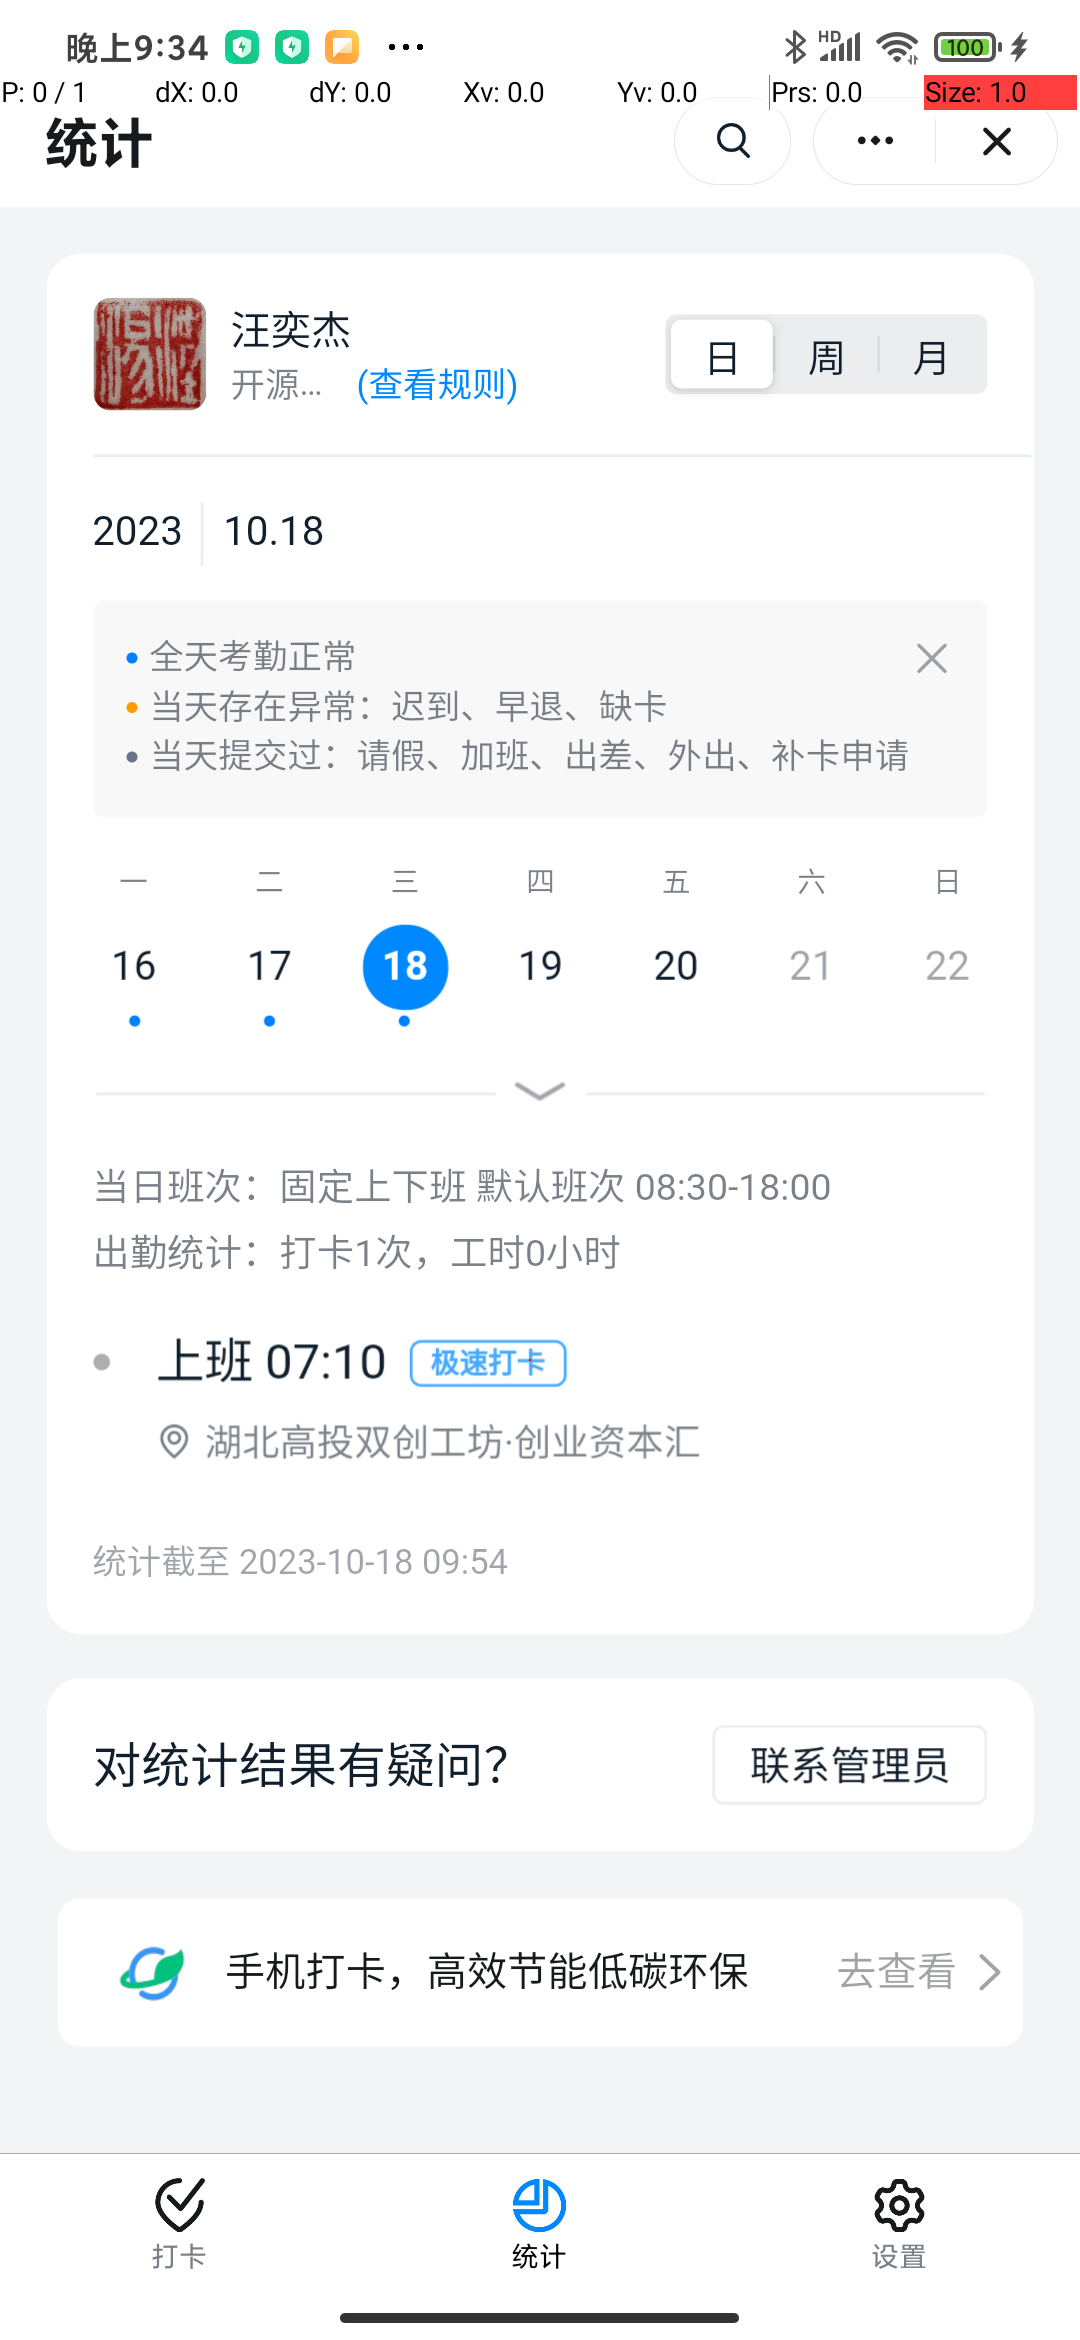 晚上9:34
HD
100
P: 0 / 1 dX: 0.0 dY: 0.0 Xv: 0.0 Yv: 0.0 Prs: 0.0 Size: 1.0
统计
汪奕杰
开源... (查看规则)
日 周 月
2023 10.18
全天考勤正常
当天存在异常：迟到、早退、缺卡
当天提交过：请假、加班、出差、外出、补卡申请
一 二 三 四 五 六 日
16 17 18 19 20 21 22
当日班次：固定上下班 默认班次 08:30-18:00
出勤统计：打卡1次，工时0小时
上班 07:10 极速打卡
湖北高投双创工坊·创业资本汇
统计截至 2023-10-18 09:54
对统计结果有疑问？ 联系管理员
手机打卡，高效节能低碳环保 去查看
打卡 统计 设置